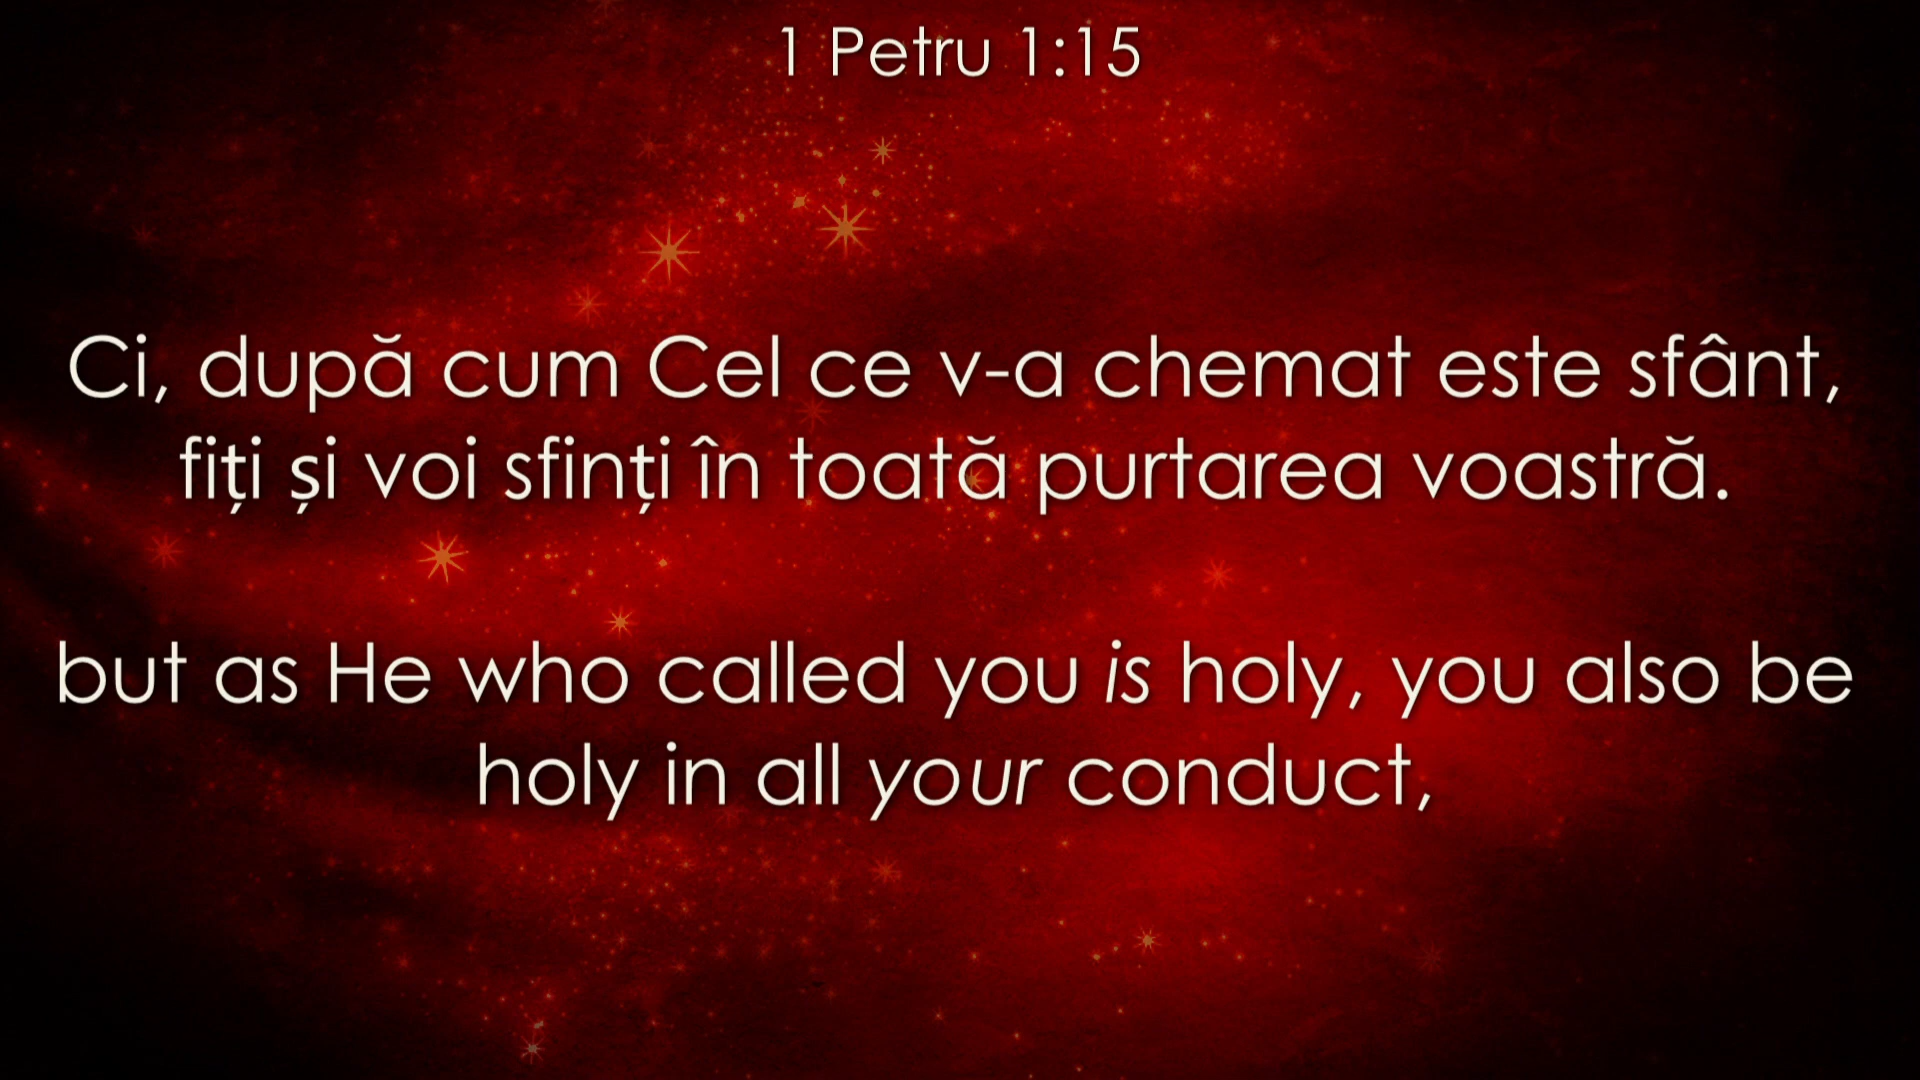 1 Petru 1:15
Ci, după cum Cel ce v-a chemat este sfânt,
fiți și voi sfinți în toată purtarea voastră.
but as He who called you is holy, you also be
holy in all your conduct,